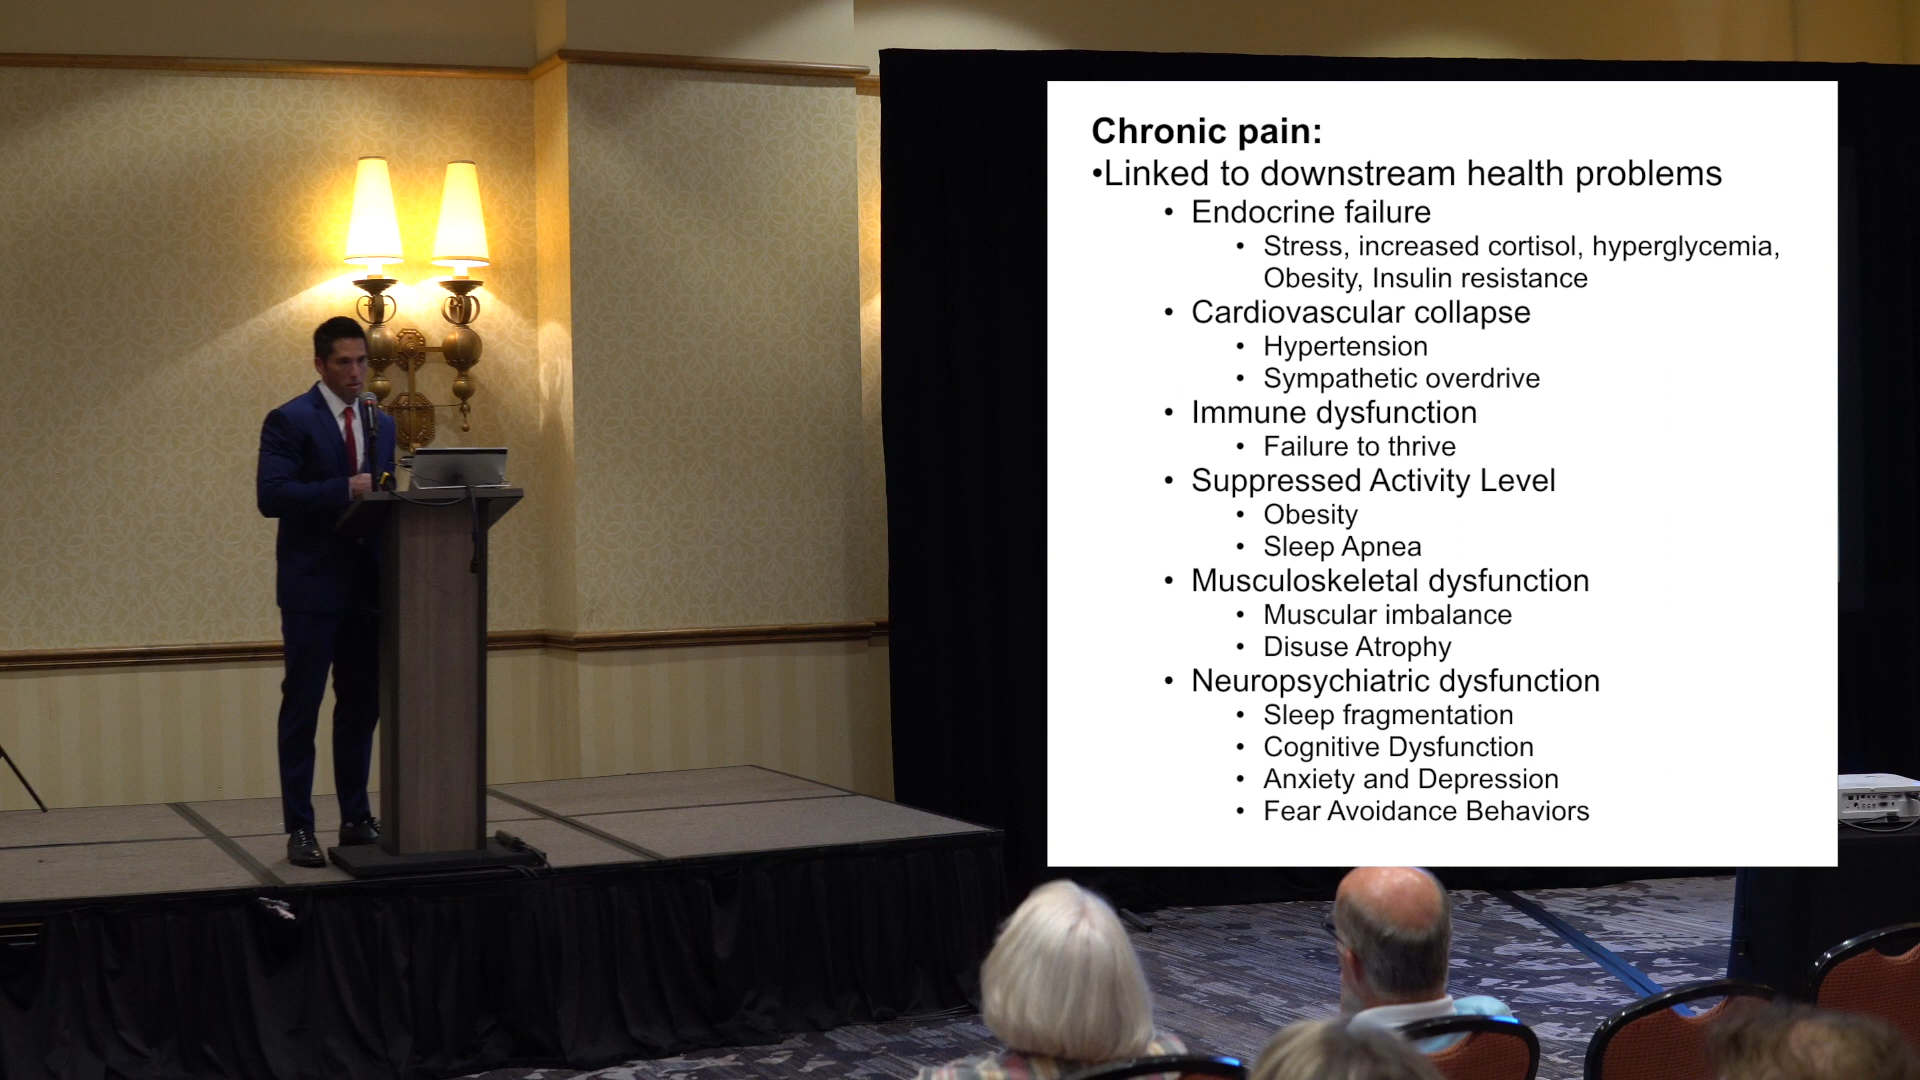 Chronic pain:
•Linked to downstream health problems
• Endocrine failure
• Stress, increased cortisol, hyperglycemia,
Obesity, Insulin resistance
• Cardiovascular collapse
• Hypertension
• Sympathetic overdrive
• Immune dysfunction
• Failure to thrive
• Suppressed Activity Level
• Obesity
• Sleep Apnea
• Musculoskeletal dysfunction
• Muscular imbalance
• Disuse Atrophy
• Neuropsychiatric dysfunction
• Sleep fragmentation
• Cognitive Dysfunction
• Anxiety and Depression
• Fear Avoidance Behaviors